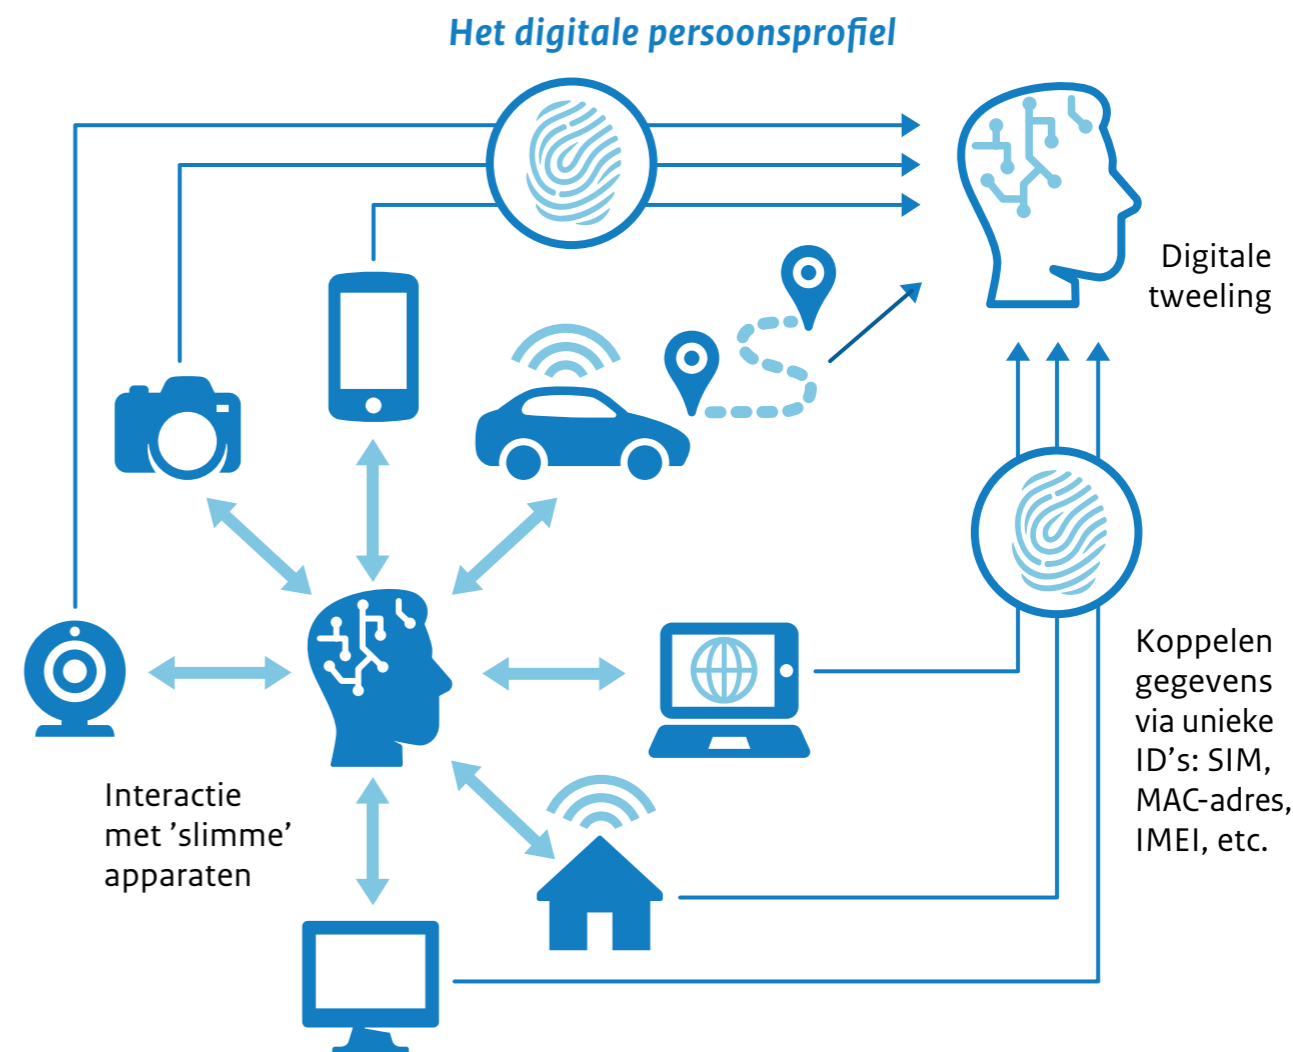 Het digitale persoonsprofiel
Digitale
tweeling
Koppelen
gegevens
via unieke
ID’s: SIM,
MAC-adres,
IMEI, etc.
Interactie
met ’slimme’
apparaten